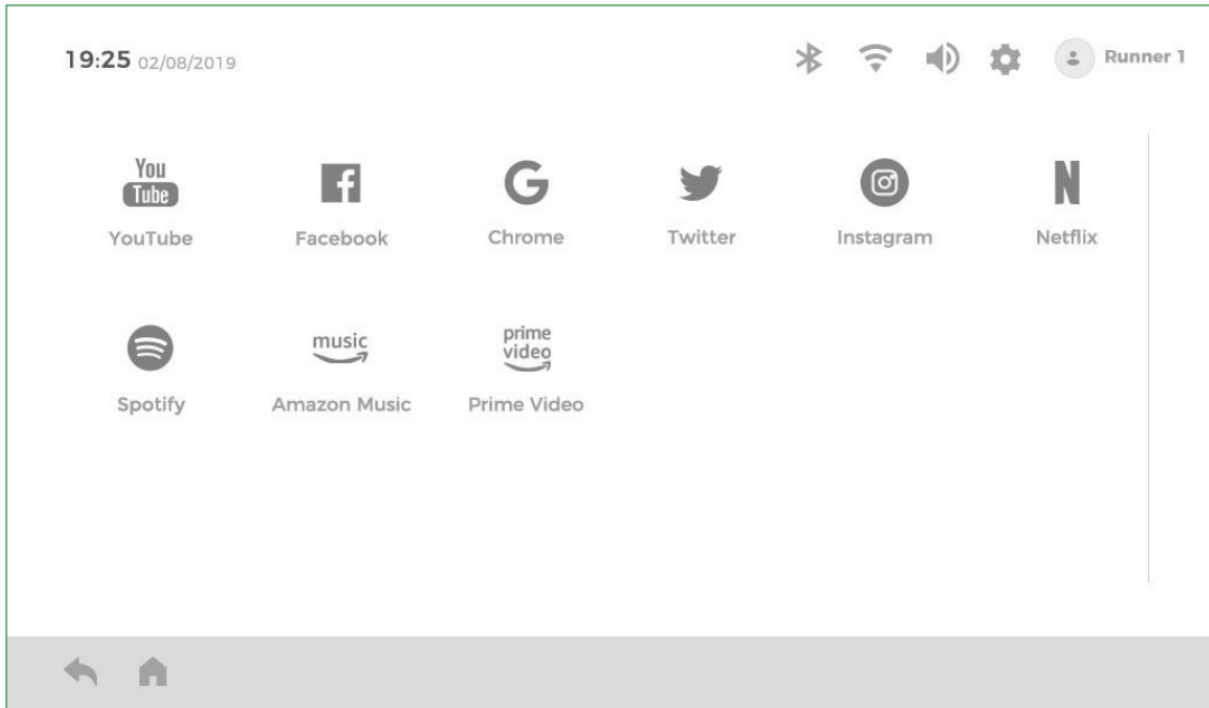 19:25 02/08/2019
Runner 1
You
Tube
YouTube
Facebook
G
Chrome
Twitter
Instagram
N
Netflix
Spotify
music
Amazon Music
prime
video
Prime Video